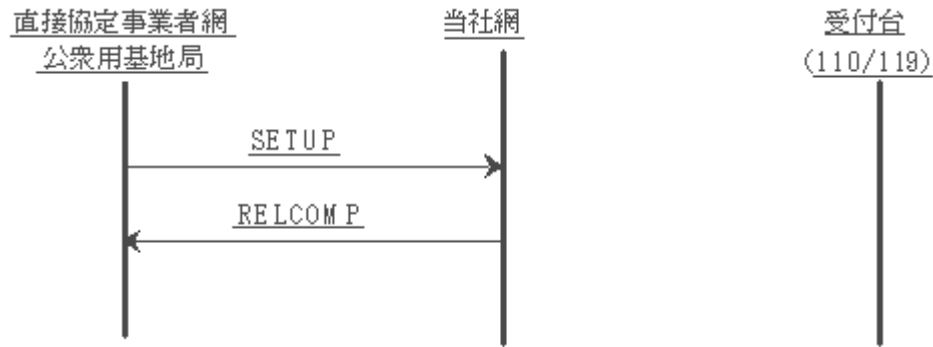 直接協定事業者網
公衆用基地局
当社網
受付台
(110/119)
SETUP
RELCOMP